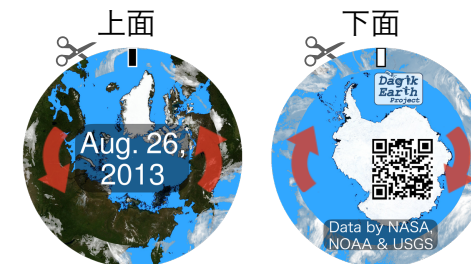 上面
下面
Aug. 26,
2013
Dagik
Earth
Project
Data by NASA,
NOAA & USGS